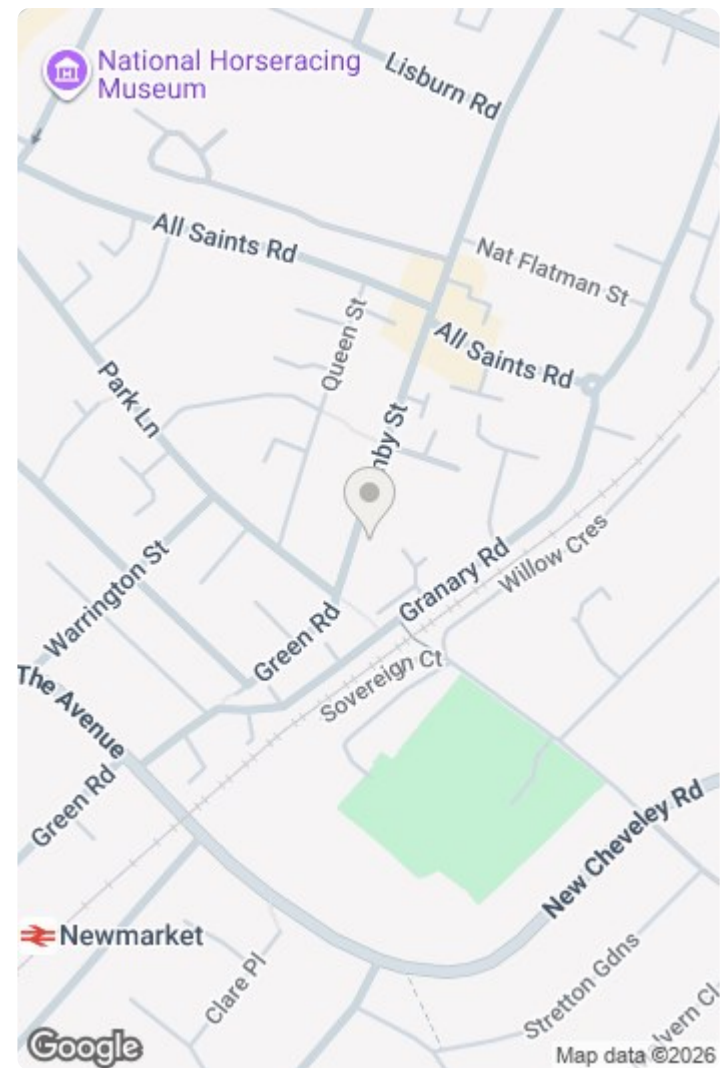 National Horseracing
Museum
Lisburn Rd
All Saints Rd
Nat Flatman St
Queen St
All Saints Rd
Park Ln
Granary Rd
Willow Cres
Warrington St
Green Rd
Sovereign Ct
The Avenue
Green Rd
New Cheveley Rd
Newmarket
Clare Pl
Stretton Gdns
Google
Map data ©2026